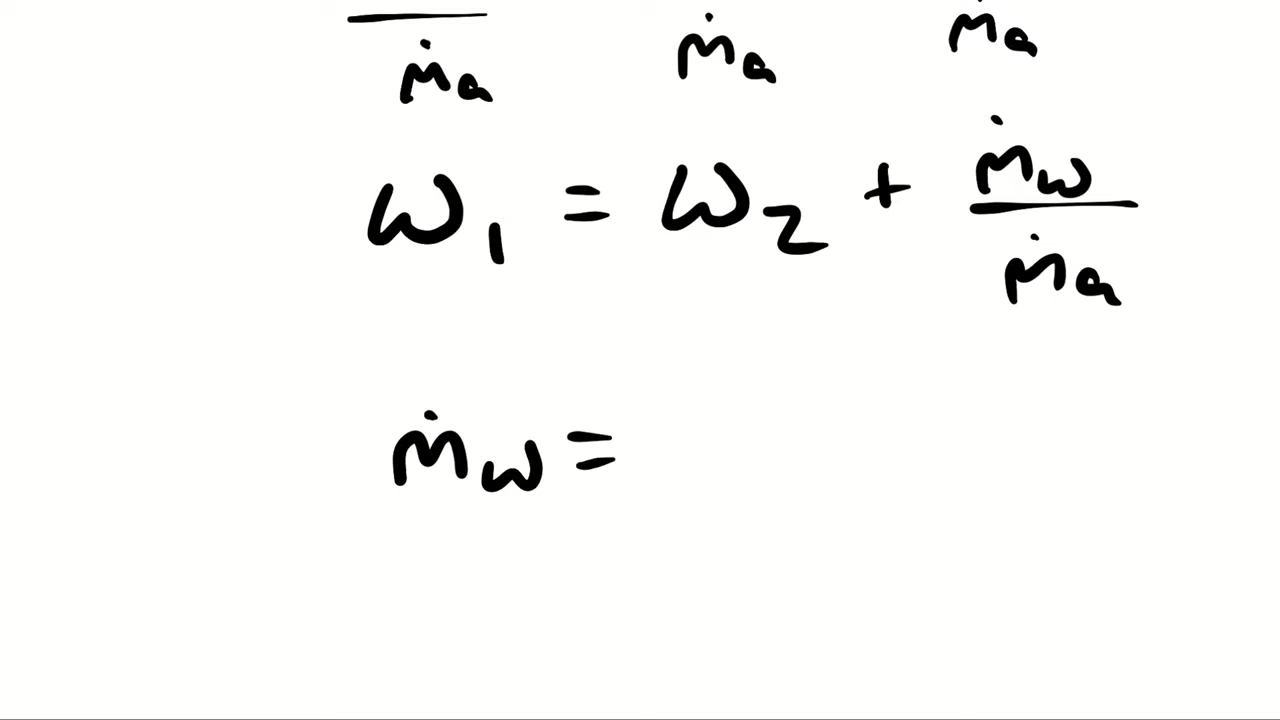 ṁa ṁa ṁa
ω1 = ω2 + ṁw/ṁa
ṁw =